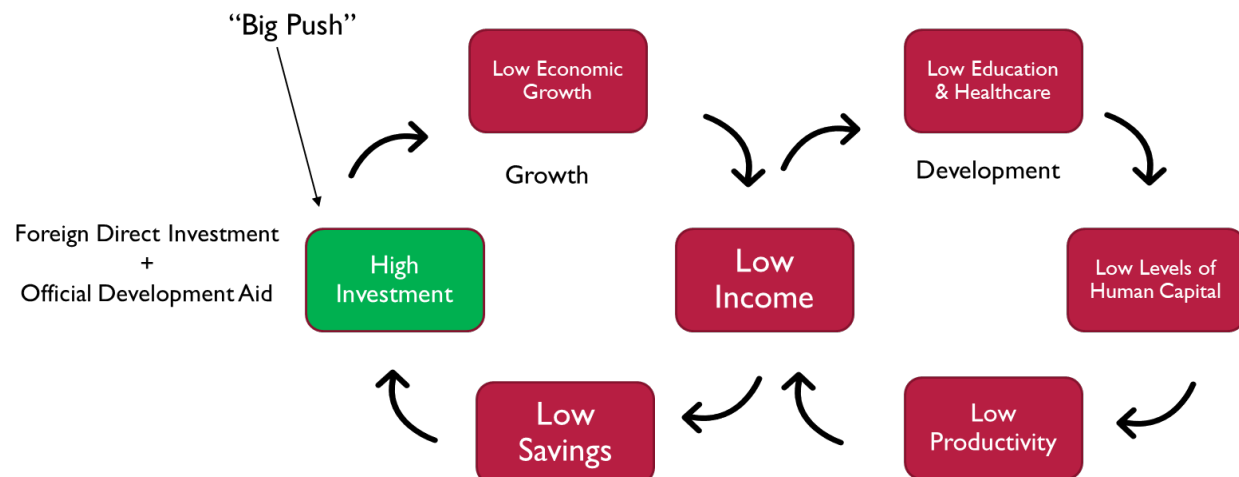 “Big Push”
Low Economic
Growth
Low Education
& Healthcare
Growth
Development
Foreign Direct Investment
+
Official Development Aid
High
Investment
Low
Income
Low Levels of
Human Capital
Low
Savings
Low
Productivity